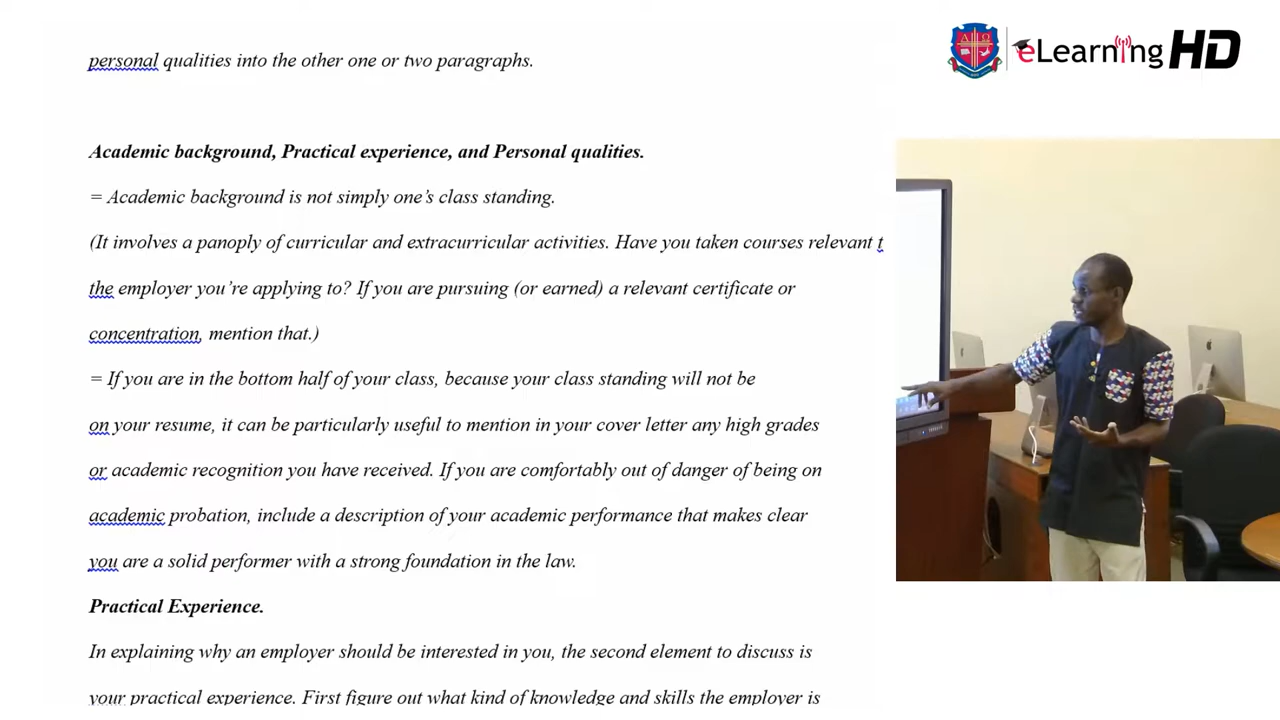 personal qualities into the other one or two paragraphs.
eLearning HD
Academic background, Practical experience, and Personal qualities.
= Academic background is not simply one's class standing.
(It involves a panoply of curricular and extracurricular activities. Have you taken courses relevant t
the employer you're applying to? If you are pursuing (or earned) a relevant certificate or
concentration, mention that.)
= If you are in the bottom half of your class, because your class standing will not be
on your resume, it can be particularly useful to mention in your cover letter any high grades
or academic recognition you have received. If you are comfortably out of danger of being on
academic probation, include a description of your academic performance that makes clear
you are a solid performer with a strong foundation in the law.
Practical Experience.
In explaining why an employer should be interested in you, the second element to discuss is
your practical experience. First figure out what kind of knowledge and skills the employer is